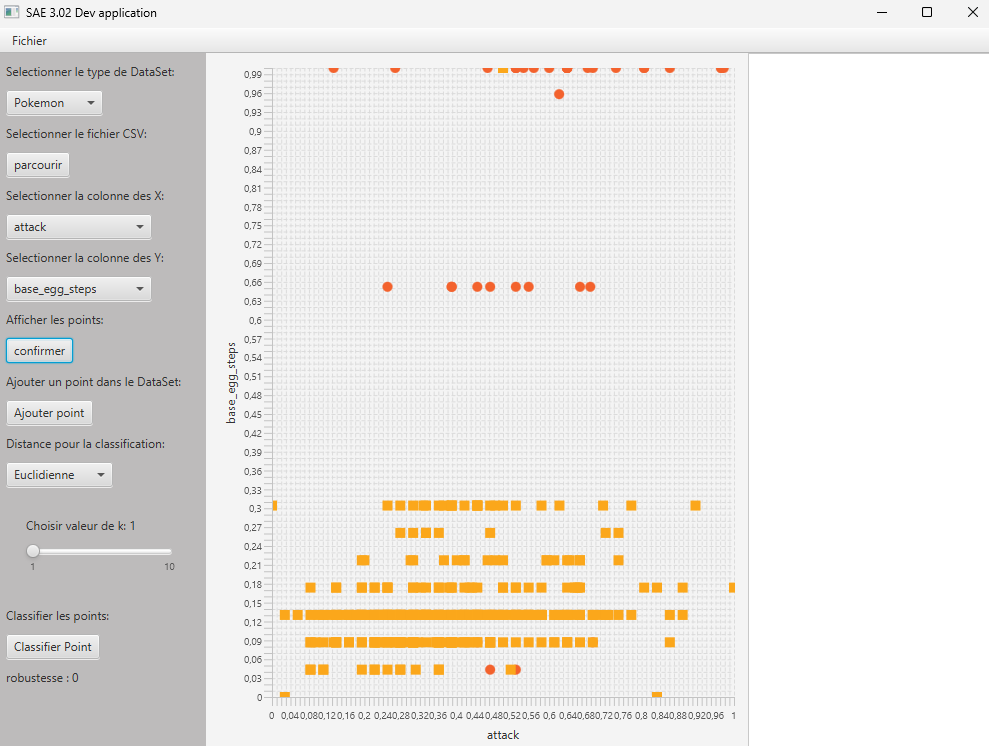 SAE 3.02 Dev application
Fichier
Selectionner le type de DataSet:
Pokemon
Selectionner le fichier CSV:
parcourir
Selectionner la colonne des X:
attack
Selectionner la colonne des Y:
base_egg_steps
Afficher les points:
confirmer
Ajouter un point dans le DataSet:
Ajouter point
Distance pour la classification:
Euclidienne
Choisir valeur de k: 1
1 10
Classifier les points:
Classifier Point
robustesse : 0
base_egg_steps
0,99
0,96
0,93
0,9
0,87
0,84
0,81
0,78
0,75
0,72
0,69
0,66
0,63
0,6
0,57
0,54
0,51
0,48
0,45
0,42
0,39
0,36
0,33
0,3
0,27
0,24
0,21
0,18
0,15
0,12
0,09
0,06
0,03
0
0 0,04 0,08 0,12 0,16 0,2 0,24 0,28 0,32 0,36 0,4 0,44 0,48 0,52 0,56 0,6 0,64 0,68 0,72 0,76 0,8 0,84 0,88 0,92 0,96 1
attack